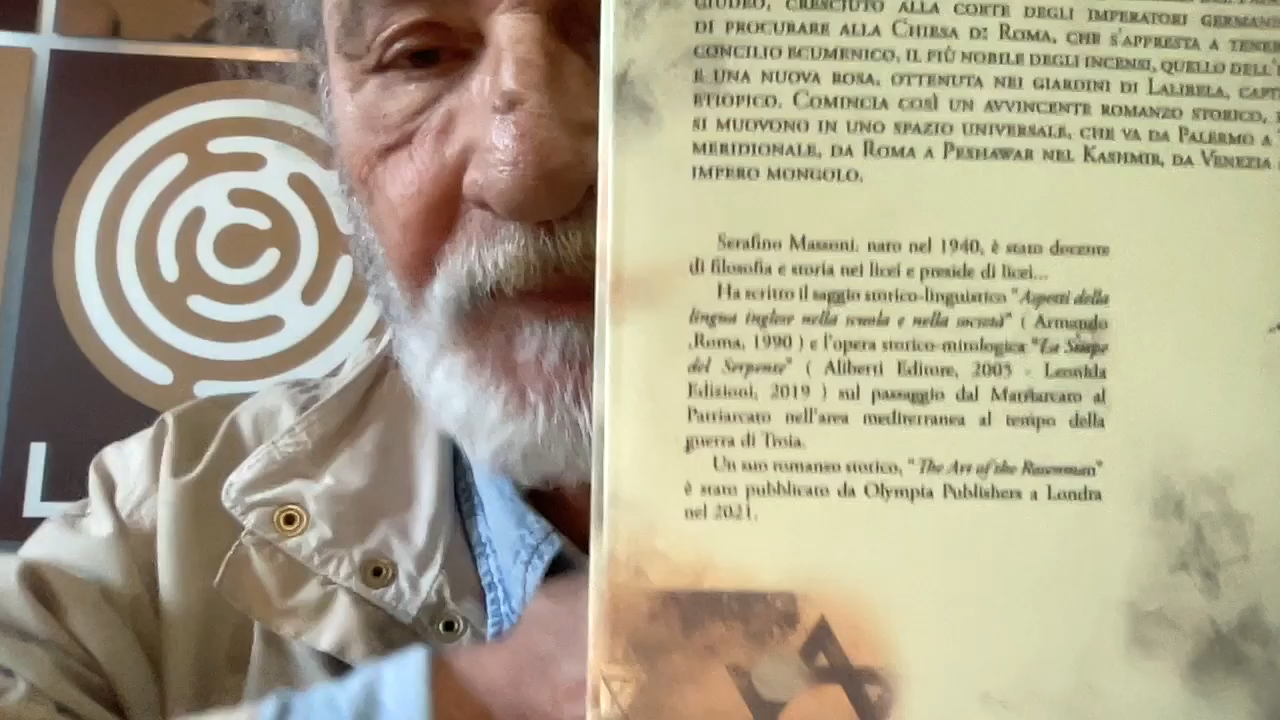 GIUDEO, CRESCIUTO ALLA CORTE DEGLI IMPERATORI
DI PROCURARE ALLA CHIESA DI ROMA, CHE S'APPRESTA A
CONCILIO ECUMENICO, IL PIÙ NOBILE DEGLI INCENSI, QUELLO
E UNA NUOVA ROSA, OTTENUTA NEI GIARDINI DI LALIBELA,
ETIOPICO. COMINCIA COSÌ UN AVVINCENTE ROMANZO STORICO,
SI MUOVONO IN UNO SPAZIO UNIVERSALE, CHE VA DA PALERMO A
MERIDIONALE, DA ROMA A PESHAWAR NEL KASHMIR, DA VENEZIA
IMPERO MONGOLO.
Serafino Massoni, nato nel 1940, è stato docente
di filosofia e storia nei licei e preside di licei...
Ha scritto il saggio storico-linguistico "Aspetti della
lingua inglese nella scuola e nella società" ( Armando
,Roma, 1990 ) e l'opera storico-mitologica "La Stirpe
del Serpente" ( Aliberti Editore, 2005 - Leonida
Edizioni, 2019 ) sul passaggio dal Matriarcato al
Patriarcato nell'area mediterranea al tempo della
guerra di Troia.
Un suo romanzo storico, "The Art of the
è stato pubblicato da Olympia Publishers a Londra
nel 2021.
L